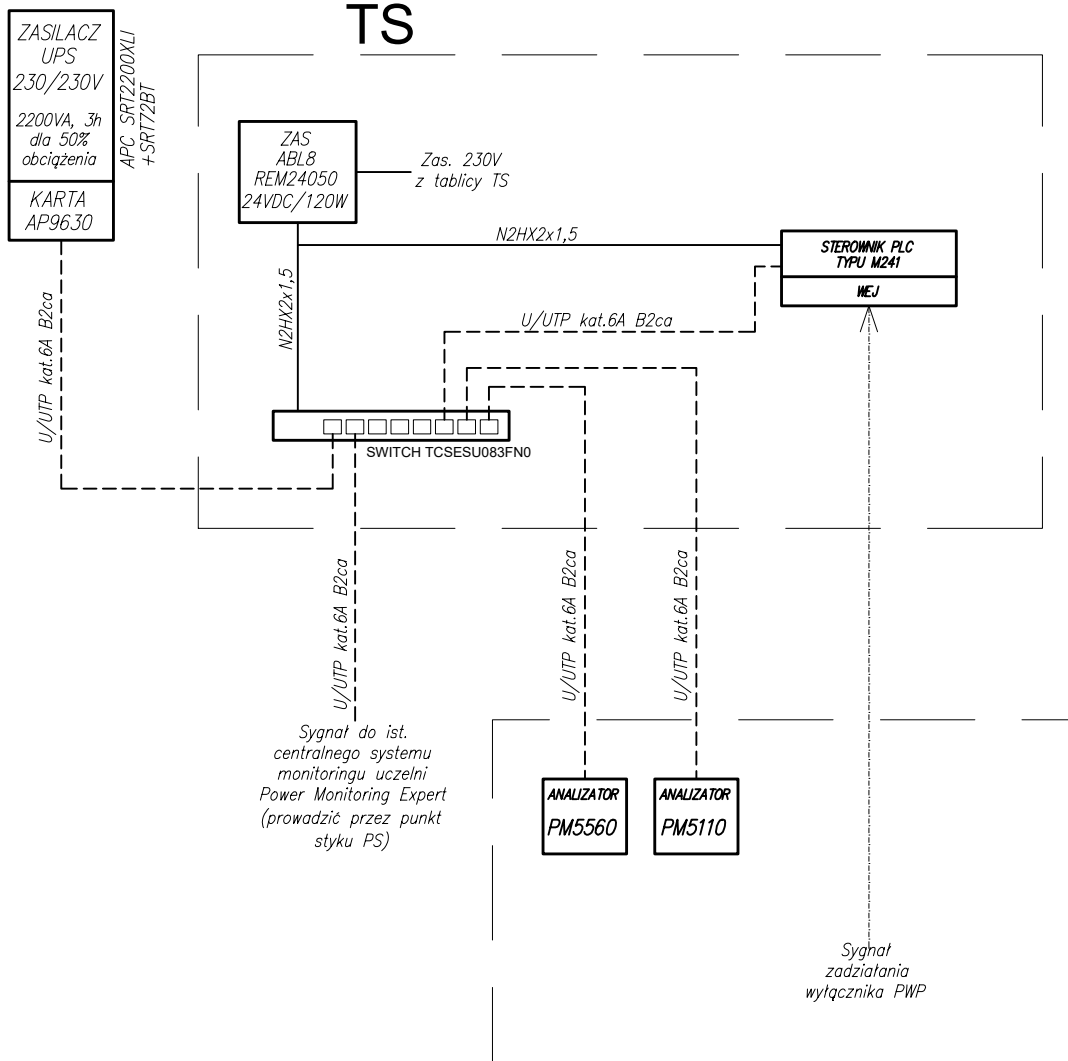 TS
ZASILACZ
UPS
230/230V
2200VA, 3h
dla 50%
obciążenia
KARTA
AP9630
APC SRT2200XLI
+SRT72BT
ZAS
ABL8
REM24050
24VDC/120W
Zas. 230V
z tablicy TS
N2HX2x1,5
N2HX2x1,5
STEROWNIK PLC
TYPU M241
WEJ
U/UTP kat.6A B2ca
U/UTP kat.6A B2ca
SWITCH TCSESU083FN0
U/UTP kat.6A B2ca
U/UTP kat.6A B2ca
U/UTP kat.6A B2ca
Sygnał do ist.
centralnego systemu
monitoringu uczelni
Power Monitoring Expert
(prowadzić przez punkt
styku PS)
ANALIZATOR
PM5560
ANALIZATOR
PM5110
Sygnał
zadziałania
wyłącznika PWP